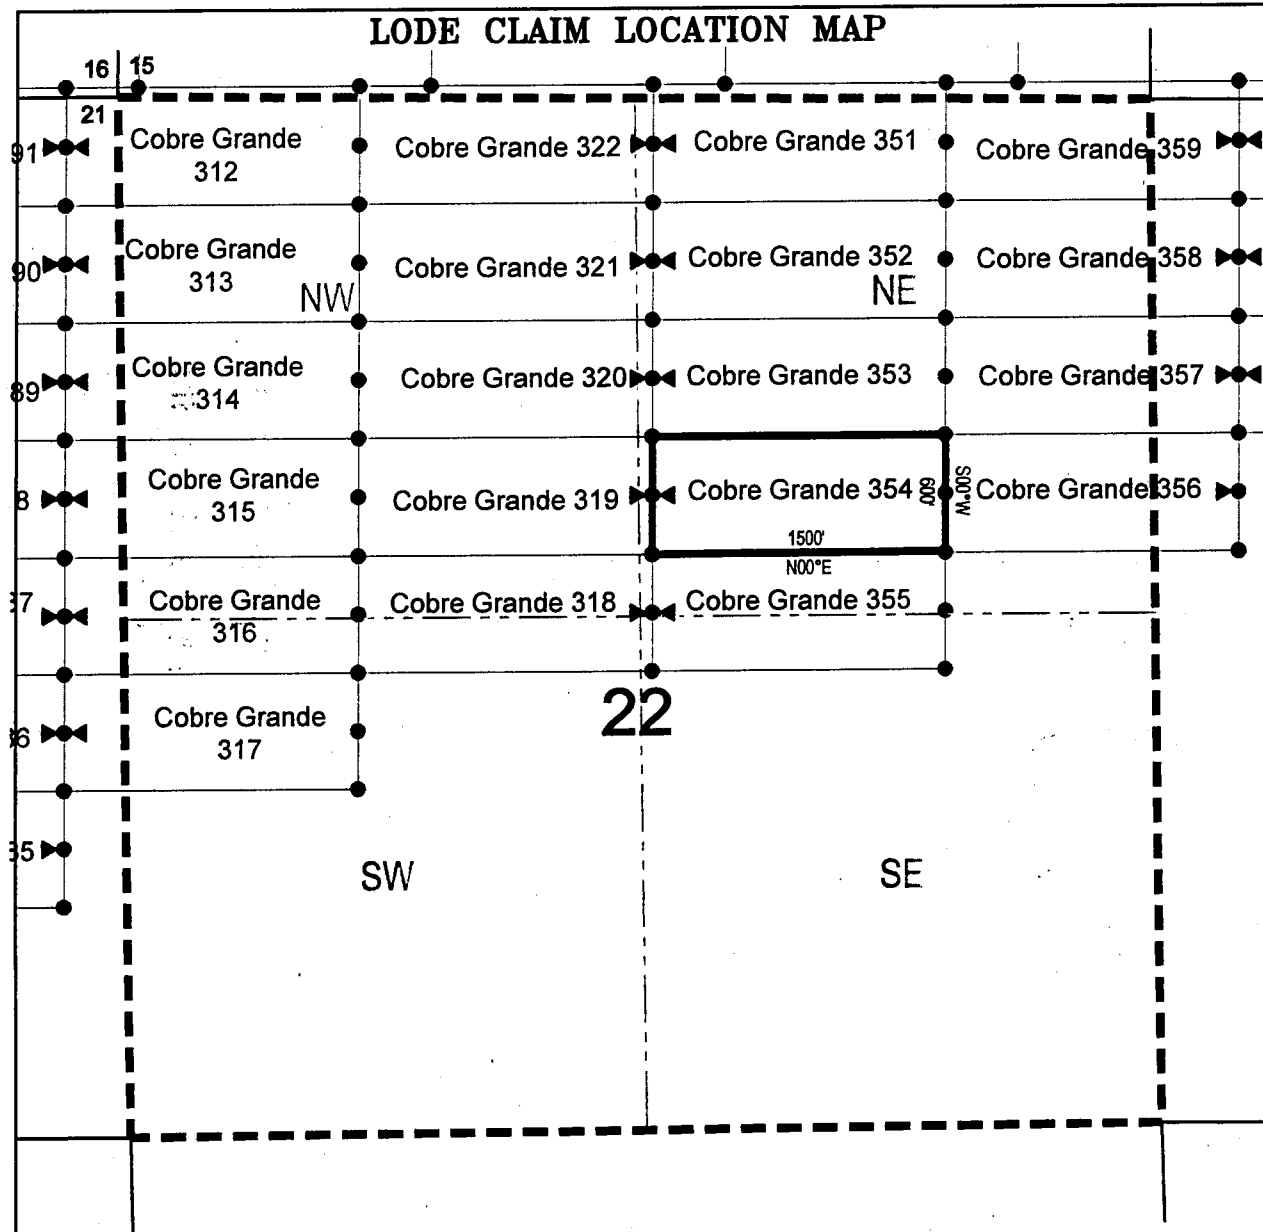 LODE CLAIM LOCATION MAP
16 15
21
91
Cobre Grande
312
Cobre Grande 322
Cobre Grande 351
Cobre Grande 359
90
Cobre Grande
313
Cobre Grande 321
Cobre Grande 352
Cobre Grande 358
NW
NE
89
Cobre Grande
314
Cobre Grande 320
Cobre Grande 353
Cobre Grande 357
8
Cobre Grande
315
Cobre Grande 319
Cobre Grande 354
600'
S00°W
Cobre Grande 356
1500'
N00°E
37
Cobre Grande
316
Cobre Grande 318
Cobre Grande 355
22
36
Cobre Grande
317
35
SW
SE